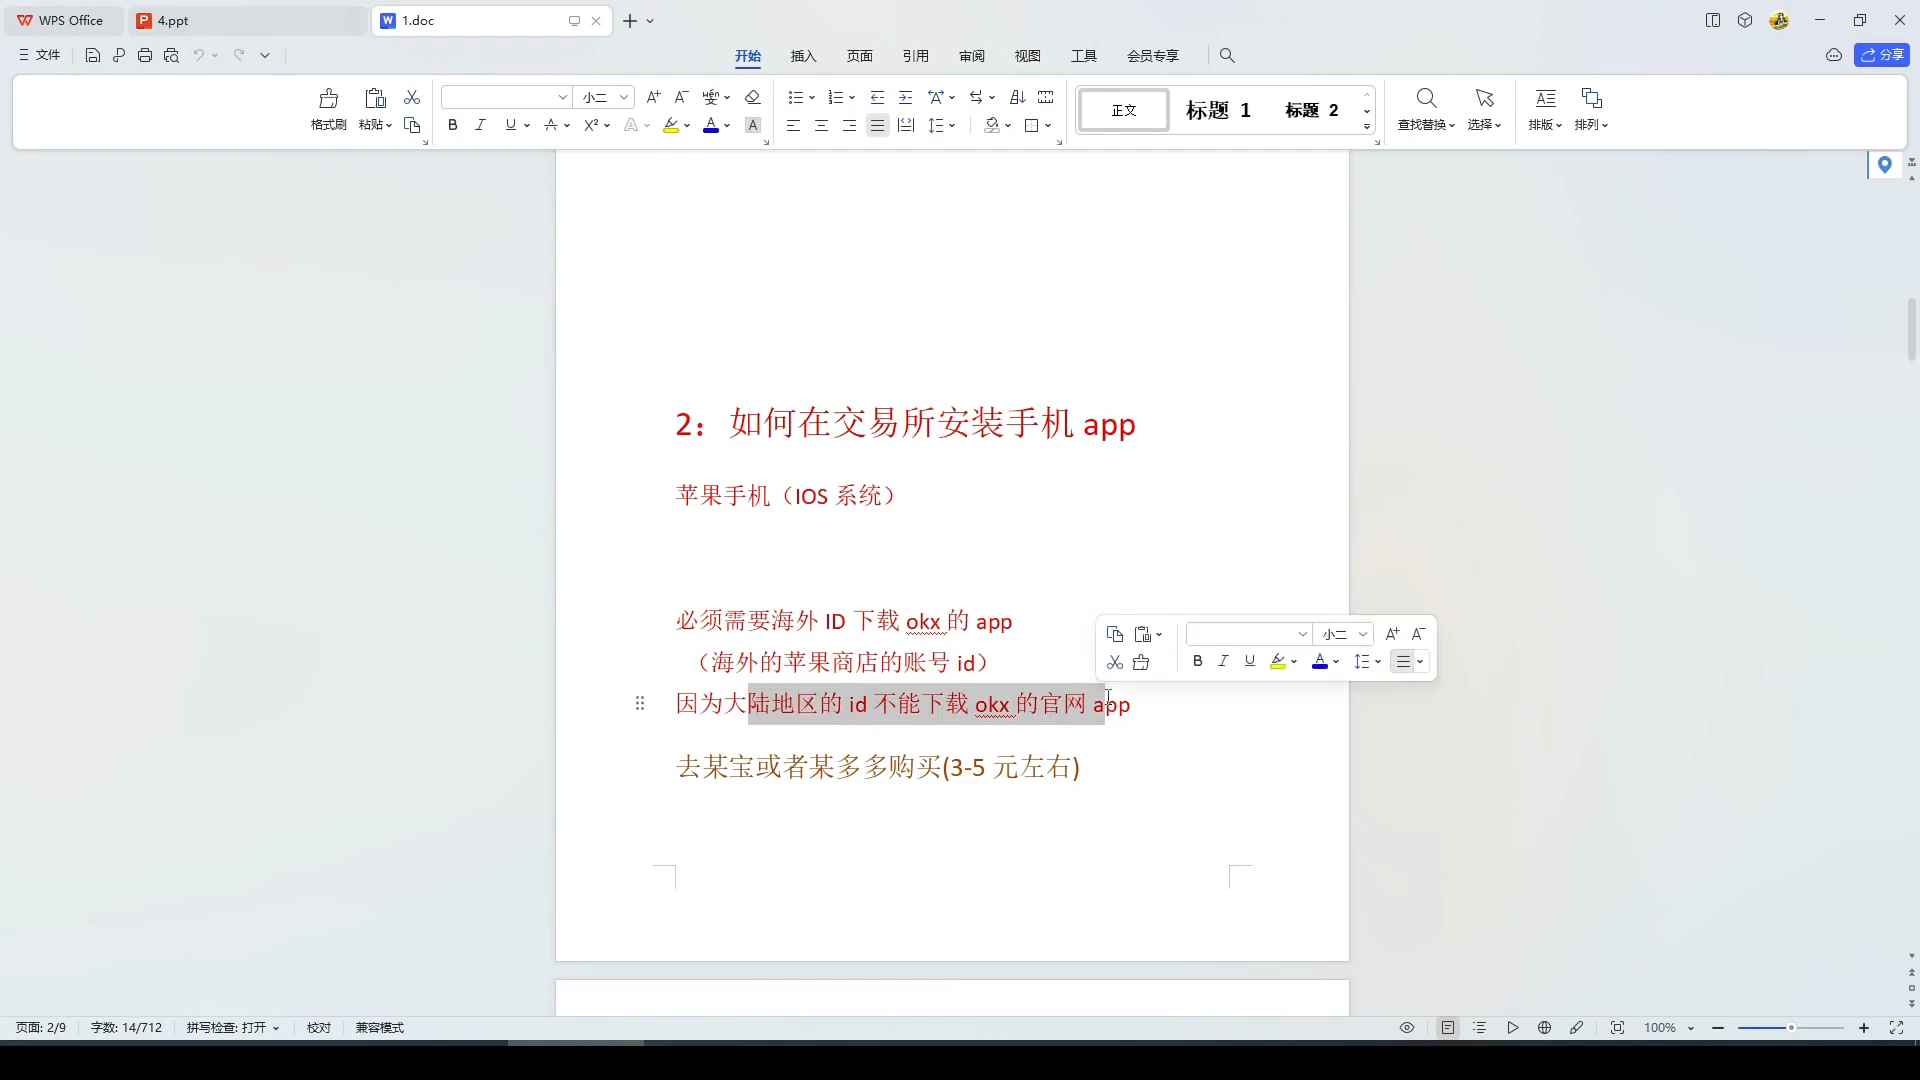 WPS Office
4.ppt
1.doc
文件
开始
插入
页面
引用
审阅
视图
工具
会员专享
分享
格式刷
粘贴
小二
正文
标题 1
标题 2
查找替换
选择
排版
排列
2：如何在交易所安装手机 app
苹果手机（IOS 系统）
必须需要海外 ID 下载 okx 的 app
（海外的苹果商店的账号 id）
小二
因为大陆地区的 id 不能下载 okx 的官网 app
去某宝或者某多多购买(3-5 元左右)
页面: 2/9
字数: 14/712
拼写检查: 打开
校对
兼容模式
100%